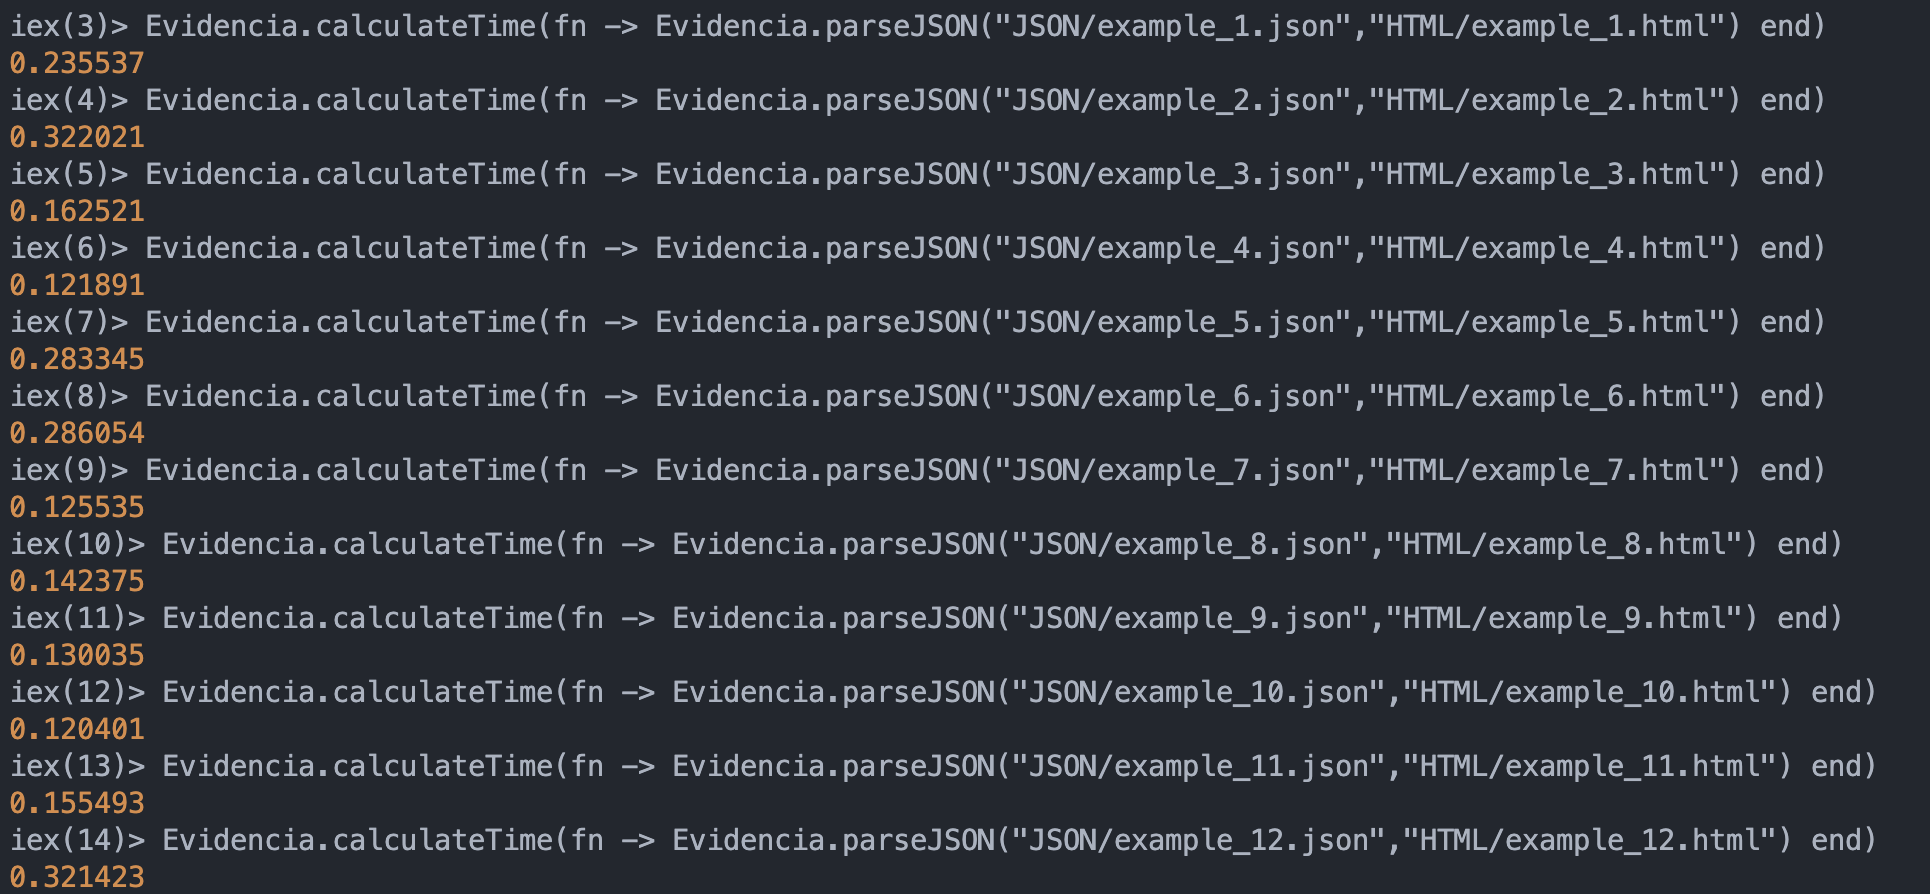 iex(3)> Evidencia.calculateTime(fn -> Evidencia.parseJSON("JSON/example_1.json","HTML/example_1.html") end)
0.235537
iex(4)> Evidencia.calculateTime(fn -> Evidencia.parseJSON("JSON/example_2.json","HTML/example_2.html") end)
0.322021
iex(5)> Evidencia.calculateTime(fn -> Evidencia.parseJSON("JSON/example_3.json","HTML/example_3.html") end)
0.162521
iex(6)> Evidencia.calculateTime(fn -> Evidencia.parseJSON("JSON/example_4.json","HTML/example_4.html") end)
0.121891
iex(7)> Evidencia.calculateTime(fn -> Evidencia.parseJSON("JSON/example_5.json","HTML/example_5.html") end)
0.283345
iex(8)> Evidencia.calculateTime(fn -> Evidencia.parseJSON("JSON/example_6.json","HTML/example_6.html") end)
0.286054
iex(9)> Evidencia.calculateTime(fn -> Evidencia.parseJSON("JSON/example_7.json","HTML/example_7.html") end)
0.125535
iex(10)> Evidencia.calculateTime(fn -> Evidencia.parseJSON("JSON/example_8.json","HTML/example_8.html") end)
0.142375
iex(11)> Evidencia.calculateTime(fn -> Evidencia.parseJSON("JSON/example_9.json","HTML/example_9.html") end)
0.130035
iex(12)> Evidencia.calculateTime(fn -> Evidencia.parseJSON("JSON/example_10.json","HTML/example_10.html") end)
0.120401
iex(13)> Evidencia.calculateTime(fn -> Evidencia.parseJSON("JSON/example_11.json","HTML/example_11.html") end)
0.155493
iex(14)> Evidencia.calculateTime(fn -> Evidencia.parseJSON("JSON/example_12.json","HTML/example_12.html") end)
0.321423